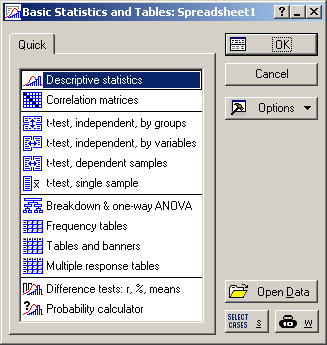 Basic Statistics and Tables: Spreadsheet1
Quick
OK
Descriptive statistics
Cancel
Correlation matrices
Options
t-test, independent, by groups
t-test, independent, by variables
t-test, dependent samples
t-test, single sample
Breakdown & one-way ANOVA
Frequency tables
Tables and banners
Multiple response tables
Open Data
Difference tests: r, %, means
Probability calculator
SELECT
CASES S
W